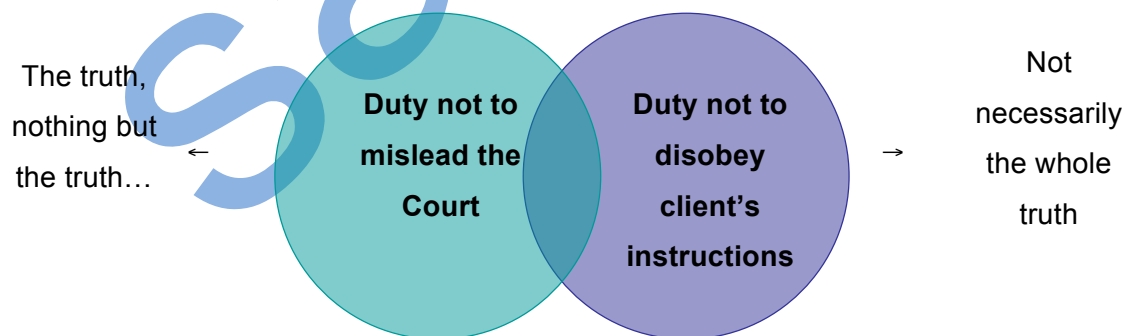 The truth,
nothing but
the truth…
←
Duty not to
mislead the
Court
Duty not to
disobey
client's
instructions
→
Not
necessarily
the whole
truth